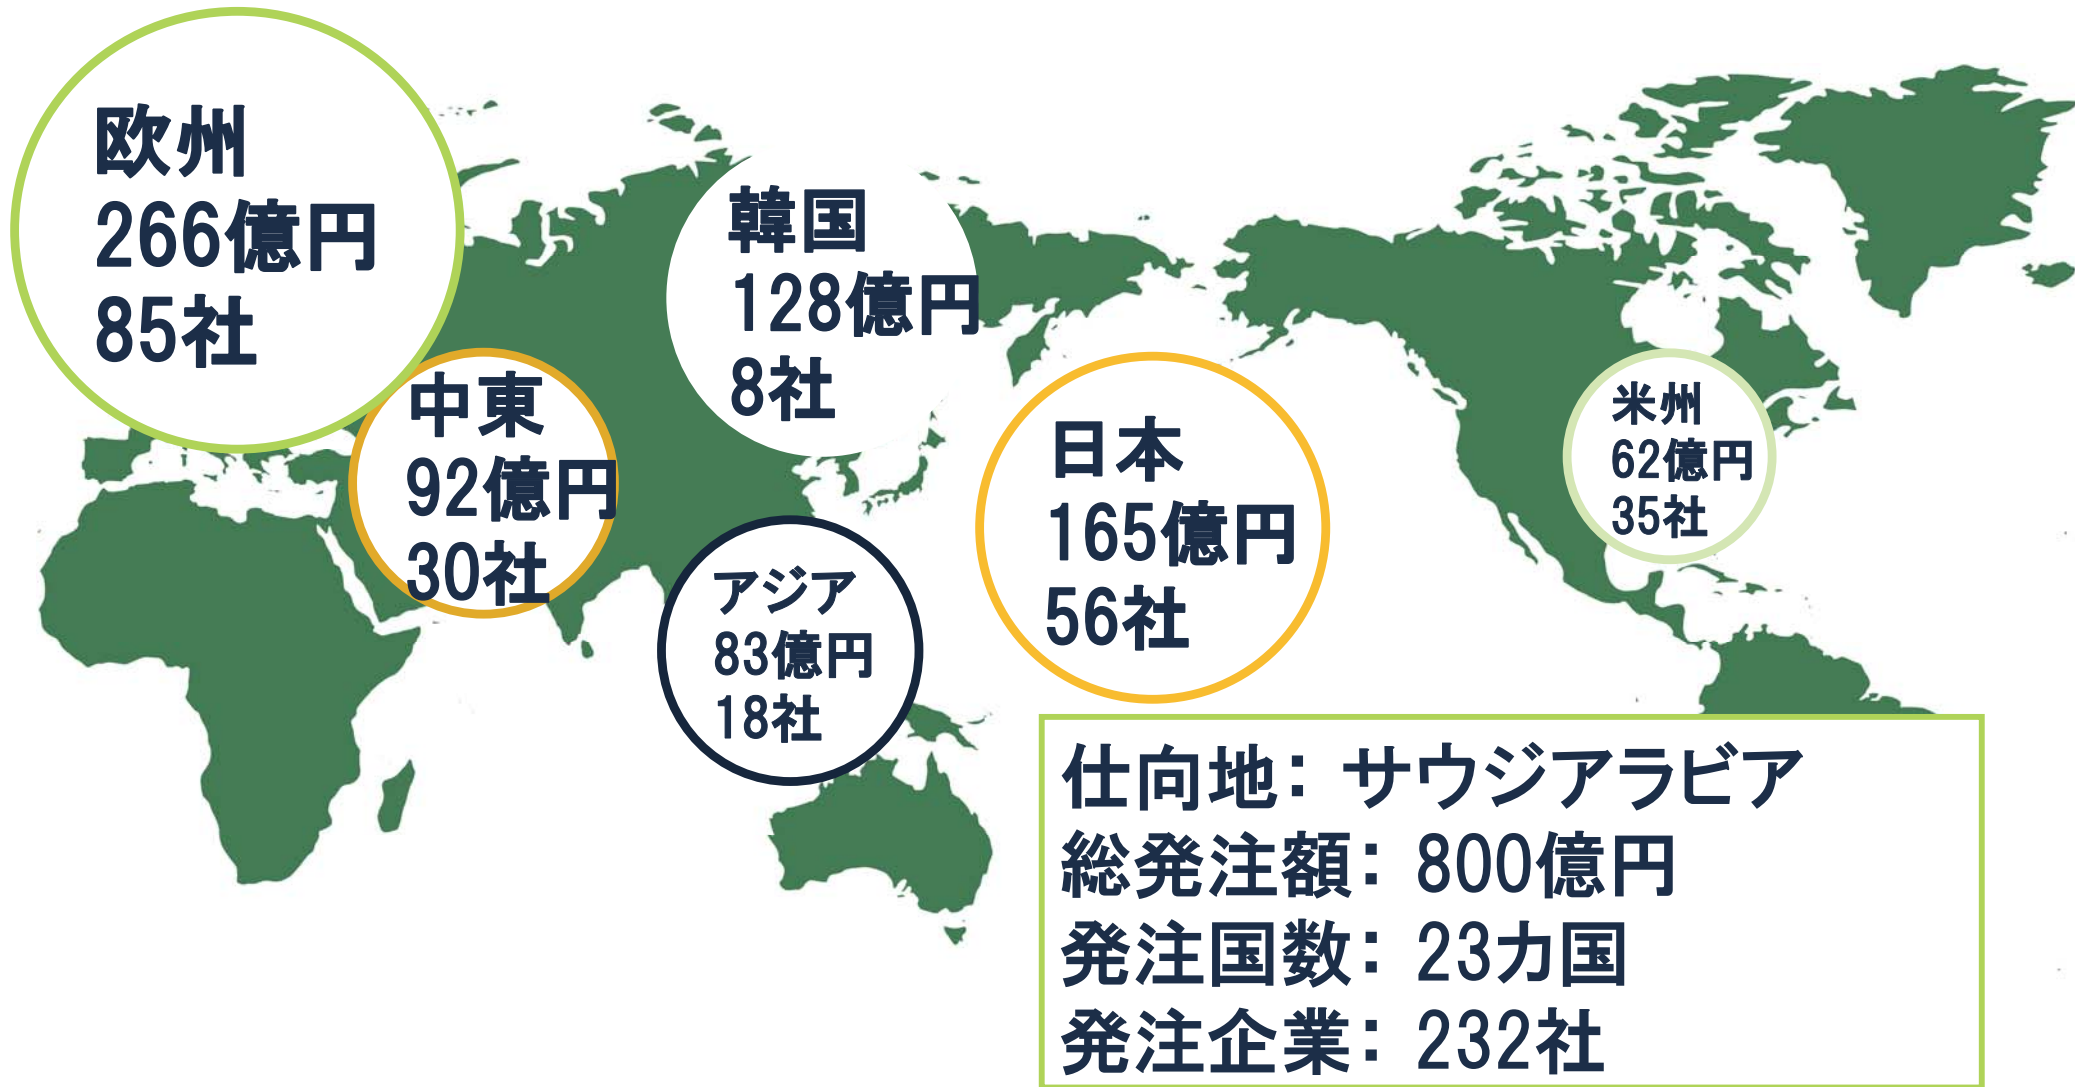 欧州
266億円
85社
韓国
128億円
8社
中東
92億円
30社
アジア
83億円
18社
日本
165億円
56社
米州
62億円
35社
仕向地：サウジアラビア
総発注額：800億円
発注国数：23カ国
発注企業：232社